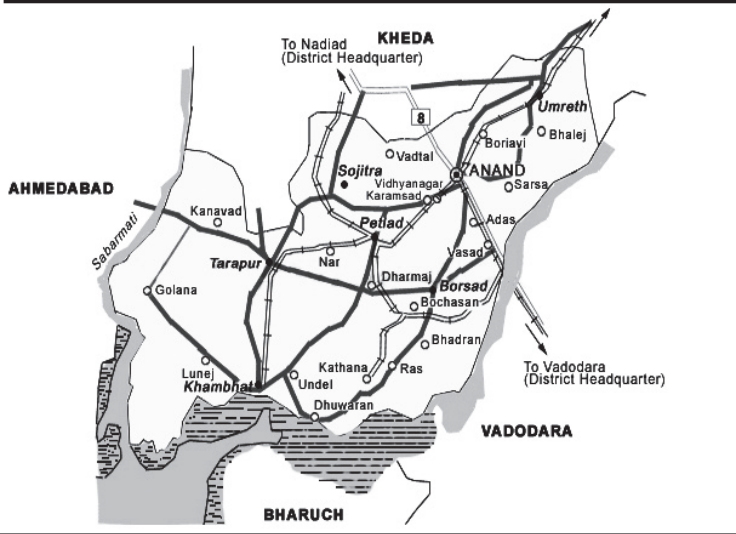 To Nadiad
(District Headquarter)
KHEDA
8
Umreth
Bhalej
Boriavi
Vadtal
ANAND
Sojitra
Vidhyanagar
Karamsad
Sarsa
AHMEDABAD
Kanavad
Petlad
Adas
Sabarmati
Vasad
Tarapur
Nar
Dharmaj
Borsad
Golana
Bochasan
Bhadran
Lunej
Khambhat
Undel
Kathana
Ras
To Vadodara
(District Headquarter)
Dhuwaran
VADODARA
BHARUCH